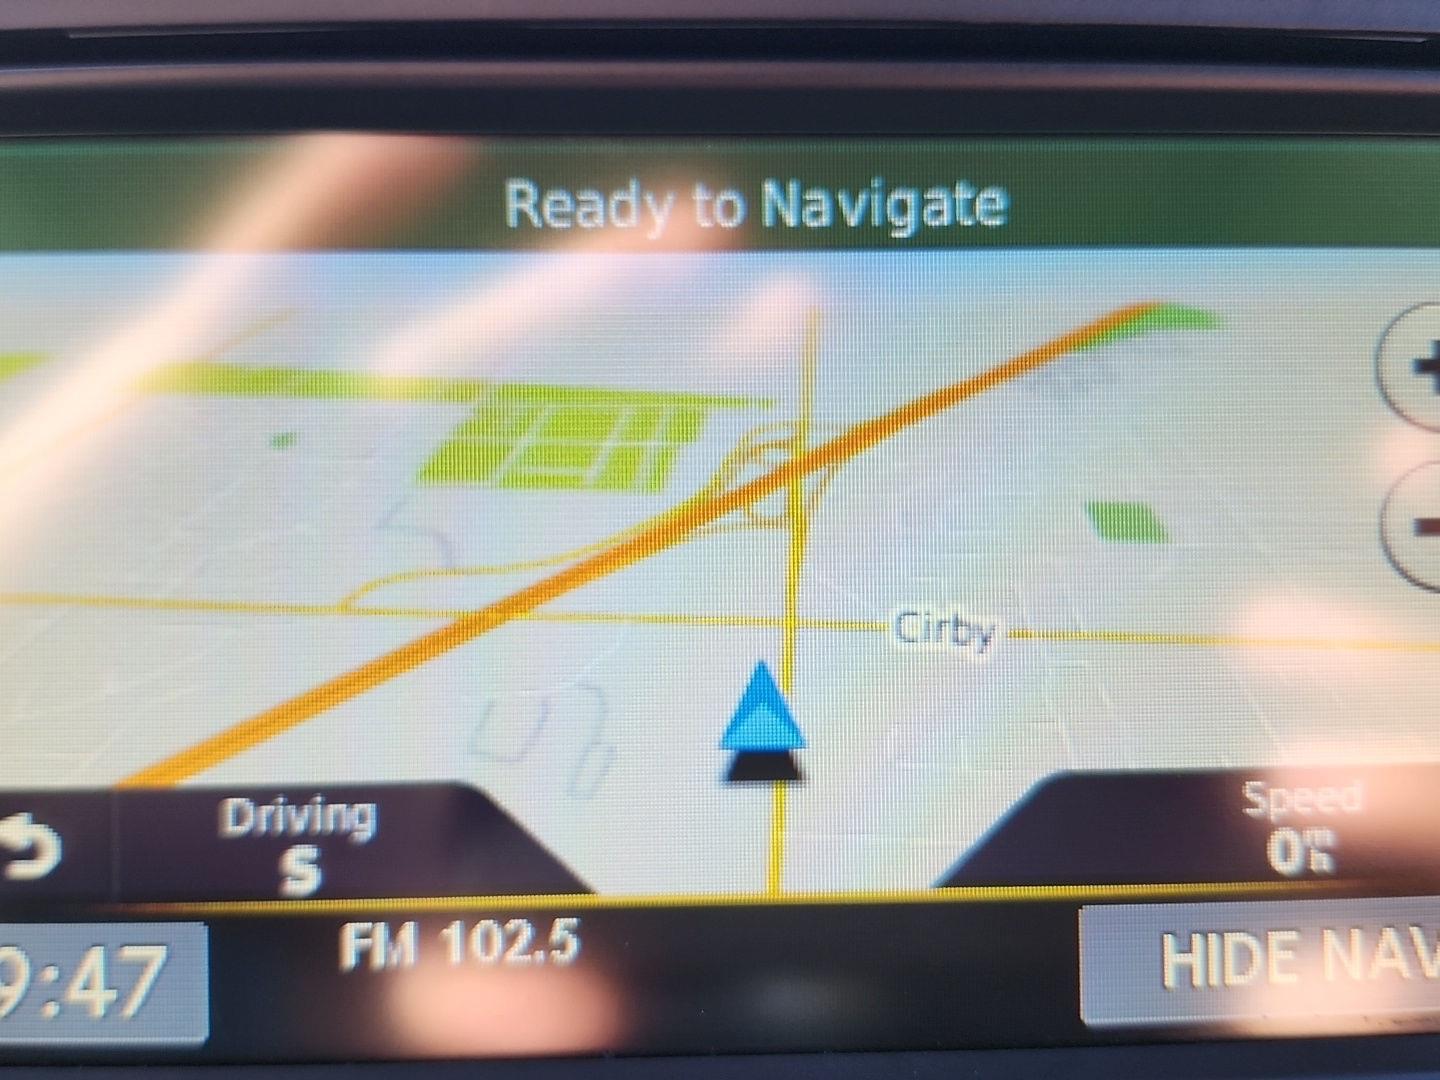 Ready to Navigate
+
Cirby
-
Driving
S
Speed
0 m/h
9:47
FM 102.5
HIDE NAV